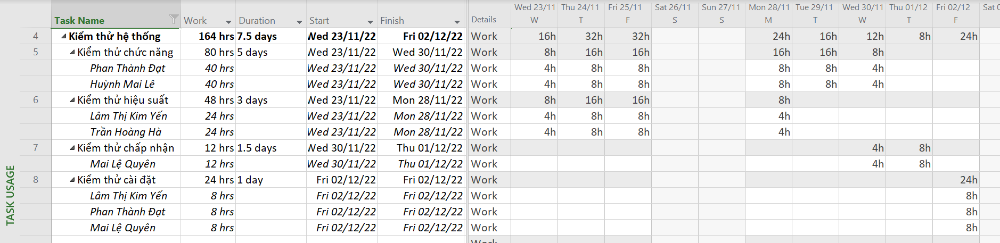 Wed 23/11 Thu 24/11 Fri 25/11 Sat 26/11 Sun 27/11 Mon 28/11 Tue 29/11 Wed 30/11 Thu 01/12 Fri 02/12 Sat
Task Name Work Duration Start Finish Details W T F S S M T W T F
4 Kiểm thử hệ thống 164 hrs 7.5 days Wed 23/11/22 Fri 02/12/22 Work 16h 32h 32h 24h 16h 12h 8h 24h
5 Kiểm thử chức năng 80 hrs 5 days Wed 23/11/22 Wed 30/11/22 Work 8h 16h 16h 16h 16h 8h
Phan Thành Đạt 40 hrs Wed 23/11/22 Wed 30/11/22 Work 4h 8h 8h 8h 8h 4h
Huỳnh Mai Lê 40 hrs Wed 23/11/22 Wed 30/11/22 Work 4h 8h 8h 8h 8h 4h
6 Kiểm thử hiệu suất 48 hrs 3 days Wed 23/11/22 Mon 28/11/22 Work 8h 16h 16h 8h
Lâm Thị Kim Yến 24 hrs Wed 23/11/22 Mon 28/11/22 Work 4h 8h 8h 4h
Trần Hoàng Hà 24 hrs Wed 23/11/22 Mon 28/11/22 Work 4h 8h 8h 4h
7 Kiểm thử chấp nhận 12 hrs 1.5 days Wed 30/11/22 Thu 01/12/22 Work 4h 8h
Mai Lệ Quyên 12 hrs Wed 30/11/22 Thu 01/12/22 Work 4h 8h
8 Kiểm thử cài đặt 24 hrs 1 day Fri 02/12/22 Fri 02/12/22 Work 24h
Lâm Thị Kim Yến 8 hrs Fri 02/12/22 Fri 02/12/22 Work 8h
Phan Thành Đạt 8 hrs Fri 02/12/22 Fri 02/12/22 Work 8h
Mai Lệ Quyên 8 hrs Fri 02/12/22 Fri 02/12/22 Work 8h
Work
TASK USAGE